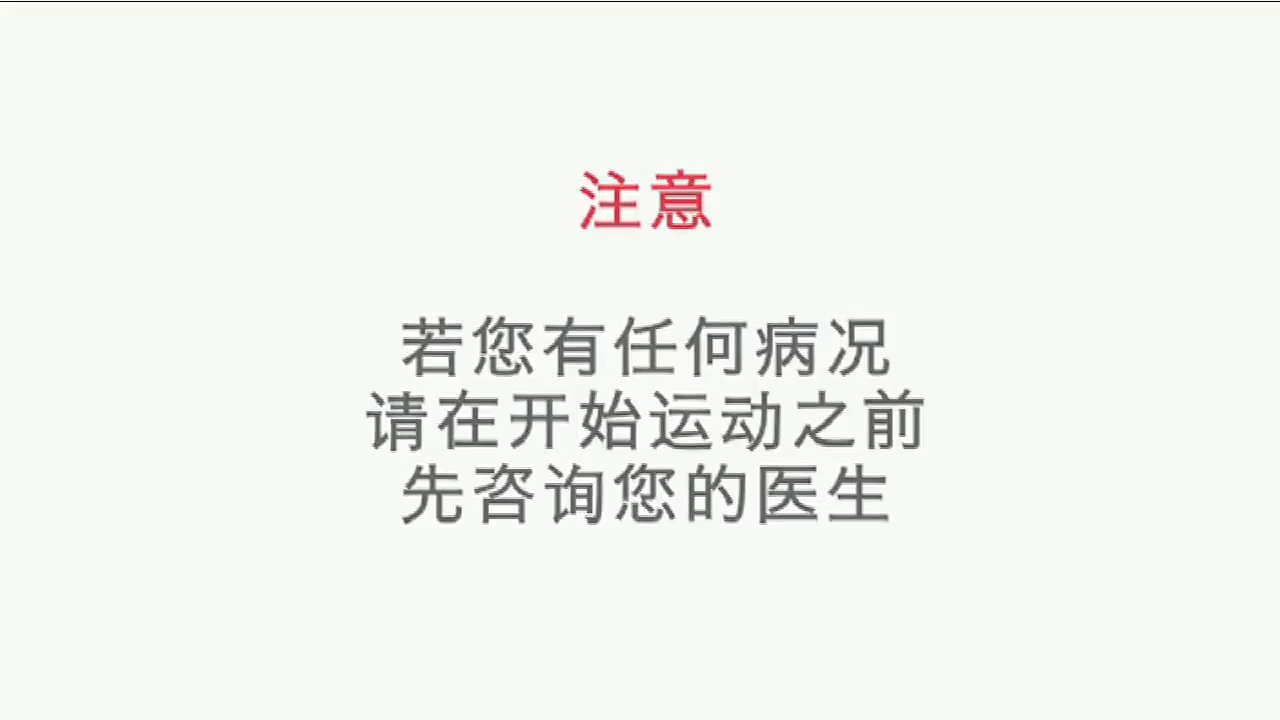 注意
若您有任何病况
请在开始运动之前
先咨询您的医生